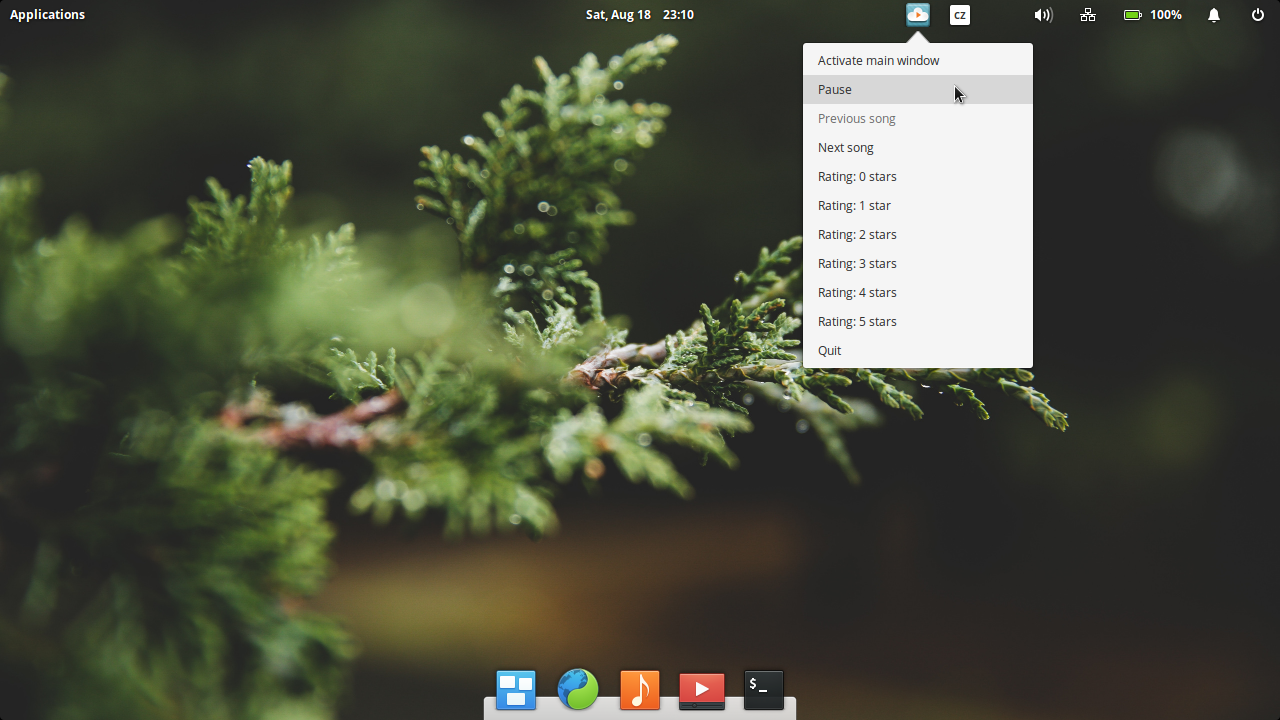 Applications
Sat, Aug 18 23:10
CZ
100%
Activate main window
Pause
Previous song
Next song
Rating: 0 stars
Rating: 1 star
Rating: 2 stars
Rating: 3 stars
Rating: 4 stars
Rating: 5 stars
Quit
$_